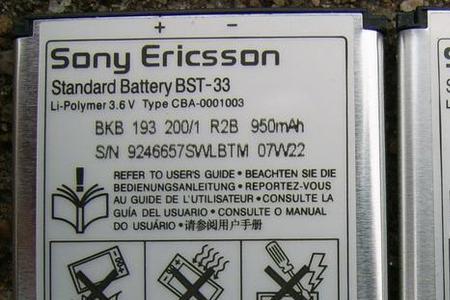 + −
Sony Ericsson
Standard Battery BST-33
Li-Polymer 3.6 V Type CBA-0001003
BKB 193 200/1 R2B 950mAh
S/N 9246657SWLBTM 07W22
REFER TO USER'S GUIDE • BEACHTEN SIE DIE
BEDIENUNGSANLEITUNG • REPORTEZ-VOUS
AU GUIDE DE L'UTILISATEUR • CONSULTE LA
GUÍA DEL USUARIO • CONSULTE O MANUAL
DO USUÁRIO • 请参阅用户手册